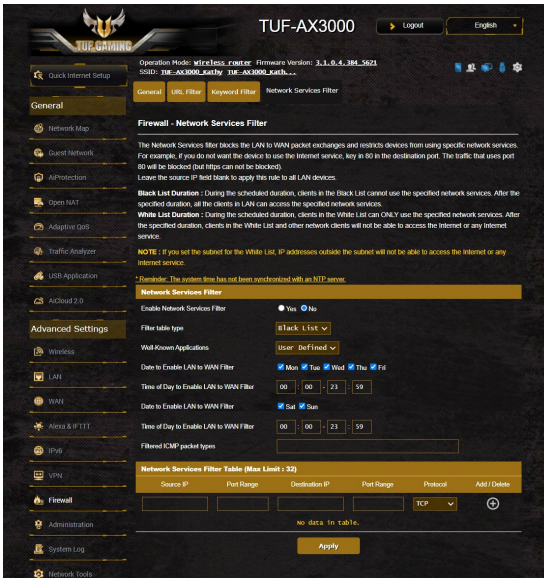 TUF GAMING
TUF-AX3000
Logout
English
Quick Internet Setup
General
Network Map
Guest Network
AiProtection
Open NAT
Adaptive QoS
Traffic Analyzer
USB Application
AiCloud 2.0
Advanced Settings
Wireless
LAN
WAN
Alexa & IFTTT
IPv6
VPN
Firewall
Administration
System Log
Network Tools
Operation Mode: Wireless router Firmware Version: 3.1.0.4.384_5621
SSID: TUF-AX3000_Kathy TUF-AX3000_Kath...
General URL Filter Keyword Filter Network Services Filter
Firewall - Network Services Filter
The Network Services filter blocks the LAN to WAN packet exchanges and restricts devices from using specific network services.
For example, if you do not want the device to use the Internet service, key in 80 in the destination port. The traffic that uses port
80 will be blocked (but https can not be blocked).
Leave the source IP field blank to apply this rule to all LAN devices.
Black List Duration : During the scheduled duration, clients in the Black List cannot use the specified network services. After the
specified duration, all the clients in LAN can access the specified network services.
White List Duration : During the scheduled duration, clients in the White List can ONLY use the specified network services. After
the specified duration, clients in the White List and other network clients will not be able to access the Internet or any Internet
service.
NOTE : If you set the subnet for the White List, IP addresses outside the subnet will not be able to access the Internet or any
Internet service.
* Reminder: The system time has not been synchronized with an NTP server.
Network Services Filter
Enable Network Services Filter Yes No
Filter table type Black List
Well-Known Applications User Defined
Date to Enable LAN to WAN Filter Mon Tue Wed Thu Fri
Time of Day to Enable LAN to WAN Filter 00 : 00 - 23 : 59
Date to Enable LAN to WAN Filter Sat Sun
Time of Day to Enable LAN to WAN Filter 00 : 00 - 23 : 59
Filtered ICMP packet types
Network Services Filter Table (Max Limit : 32)
Source IP Port Range Destination IP Port Range Protocol Add / Delete
TCP
No data in table.
Apply